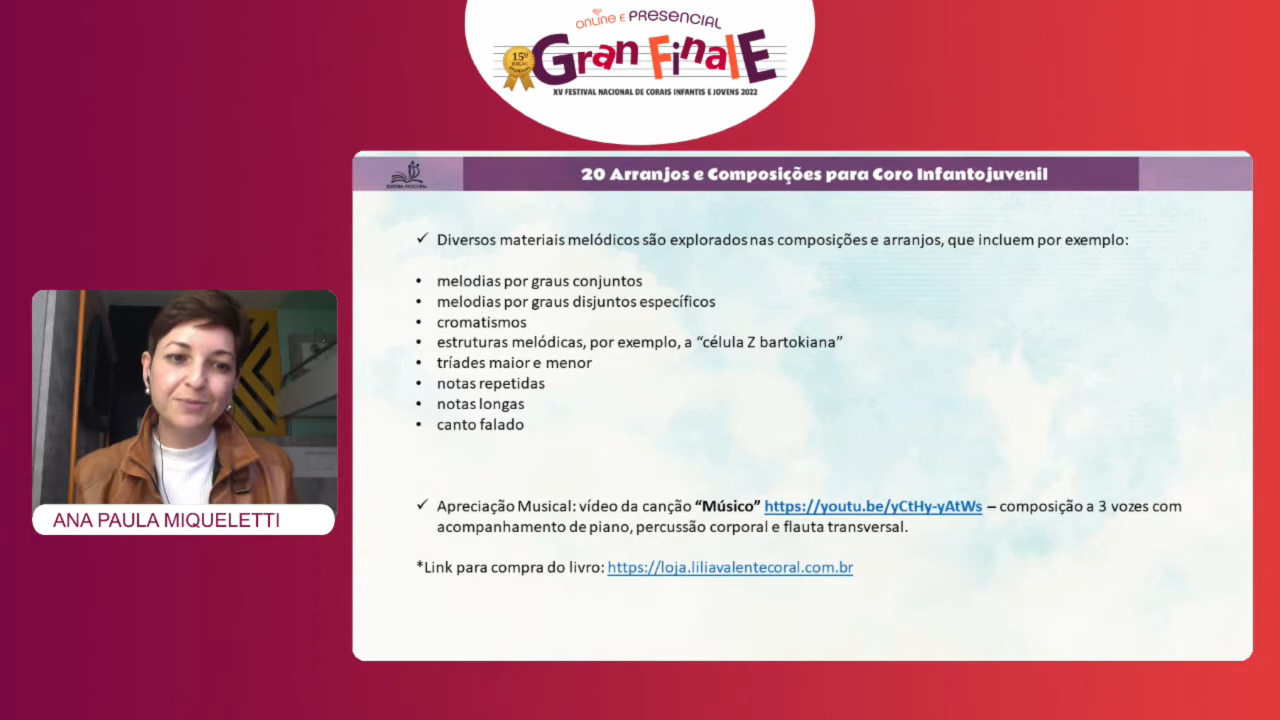 ONLINE E PRESENCIAL
15ª
Gran Finale
XV FESTIVAL NACIONAL DE CORAIS INFANTIS E JOVENS 2022
20 Arranjos e Composições para Coro Infantojuvenil
✓ Diversos materiais melódicos são explorados nas composições e arranjos, que incluem por exemplo:
• melodias por graus conjuntos
• melodias por graus disjuntos específicos
• cromatismos
• estruturas melódicas, por exemplo, a “célula Z bartokiana”
• tríades maior e menor
• notas repetidas
• notas longas
• canto falado
✓ Apreciação Musical: vídeo da canção “Músico” https://youtu.be/yCtHy-yAtWs – composição a 3 vozes com
acompanhamento de piano, percussão corporal e flauta transversal.
*Link para compra do livro: https://loja.liliavalentecoral.com.br
ANA PAULA MIQUELETTI